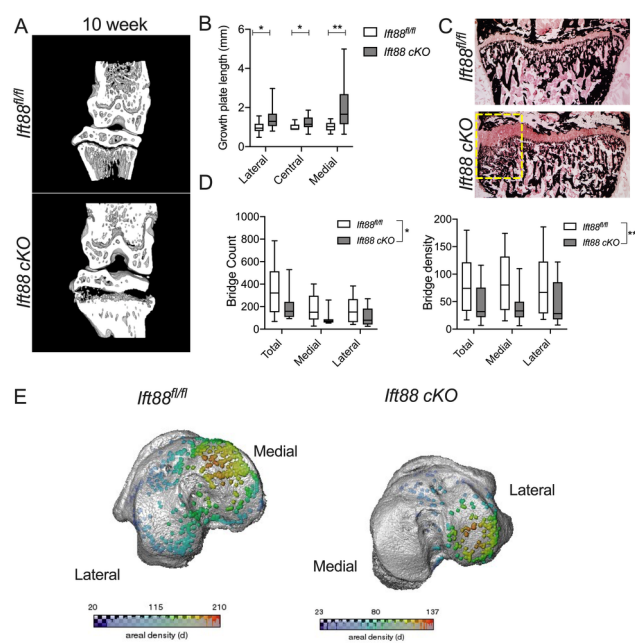 A
10 week
Ift88fl/fl
Ift88 cKO
B
Growth plate length (mm)
6
4
2
0
*
*
**
Ift88fl/fl
Ift88 cKO
Lateral
Central
Medial
C
Ift88fl/fl
Ift88 cKO
D
Bridge Count
1000
800
600
400
200
0
Ift88fl/fl
Ift88 cKO
*
Total
Medial
Lateral
Bridge density
200
150
100
50
0
Ift88fl/fl
Ift88 cKO
**
Total
Medial
Lateral
E
Ift88fl/fl
Ift88 cKO
Medial
Lateral
Lateral
Medial
20 115 210
areal density (d)
23 80 137
areal density (d)